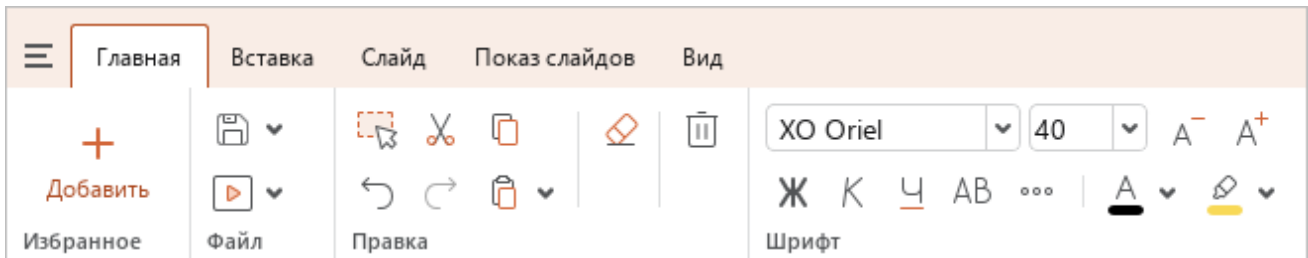 Главная Вставка Слайд Показ слайдов Вид
XO Oriel 40 A A
Добавить Ж К Ч АВ А
Избранное Файл Правка Шрифт